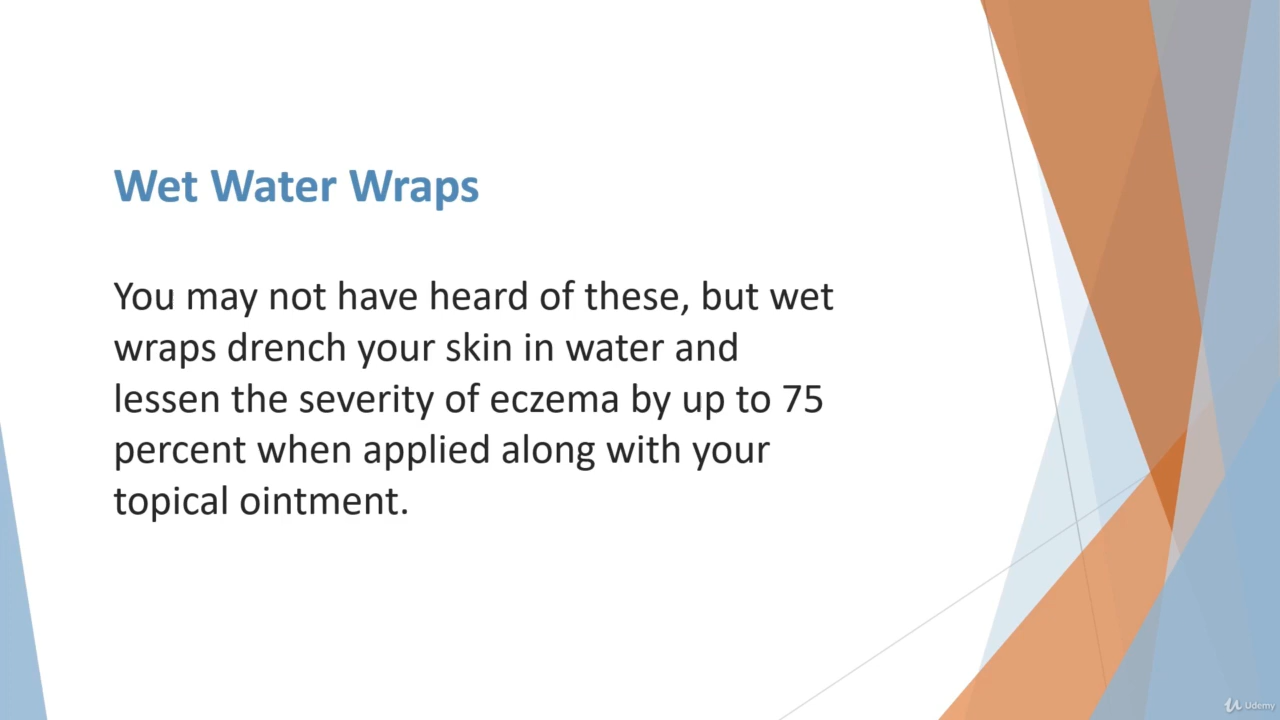 Wet Water Wraps
You may not have heard of these, but wet
wraps drench your skin in water and
lessen the severity of eczema by up to 75
percent when applied along with your
topical ointment.
Udemy